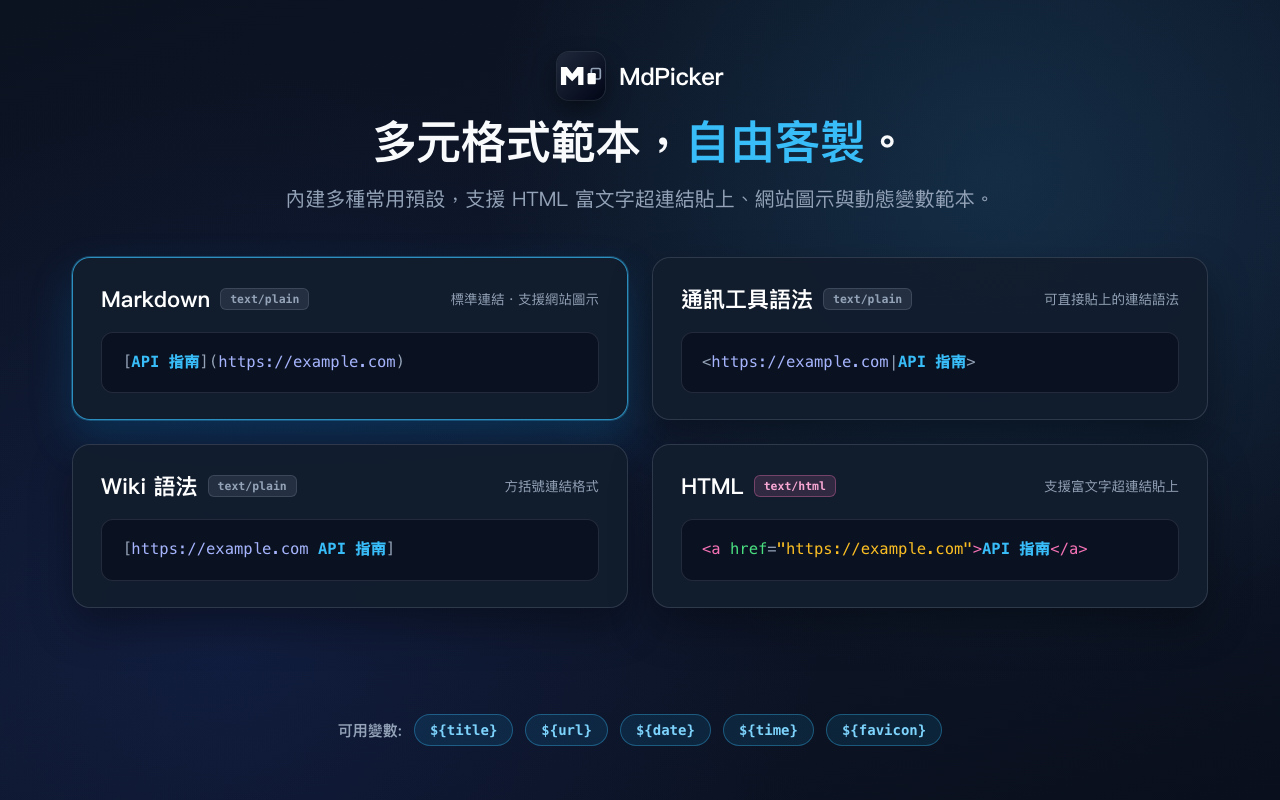 MdPicker
多元格式範本，自由客製。
內建多種常用預設，支援 HTML 富文字超連結貼上、網站圖示與動態變數範本。
Markdown text/plain 標準連結 · 支援網站圖示
[API 指南](https://example.com)
通訊工具語法 text/plain 可直接貼上的連結語法
<https://example.com|API 指南>
Wiki 語法 text/plain 方括號連結格式
[https://example.com API 指南]
HTML text/html 支援富文字超連結貼上
<a href="https://example.com">API 指南</a>
可用變數: ${title} ${url} ${date} ${time} ${favicon}